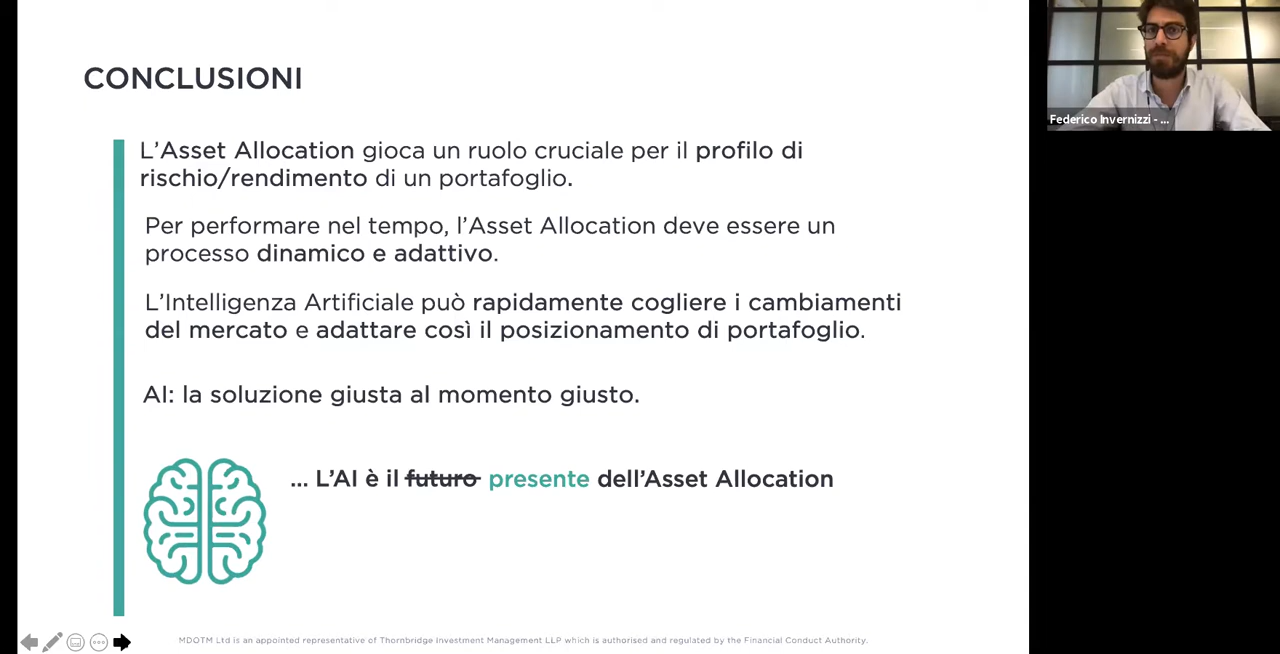 CONCLUSIONI
L’Asset Allocation gioca un ruolo cruciale per il profilo di
rischio/rendimento di un portafoglio.
Per performare nel tempo, l’Asset Allocation deve essere un
processo dinamico e adattivo.
L’Intelligenza Artificiale può rapidamente cogliere i cambiamenti
del mercato e adattare così il posizionamento di portafoglio.
AI: la soluzione giusta al momento giusto.
... L’AI è il futuro presente dell’Asset Allocation
MDOTM Ltd is an appointed representative of Thornbridge Investment Management LLP which is authorised and regulated by the Financial Conduct Authority.
Federico Invernizzi - ...